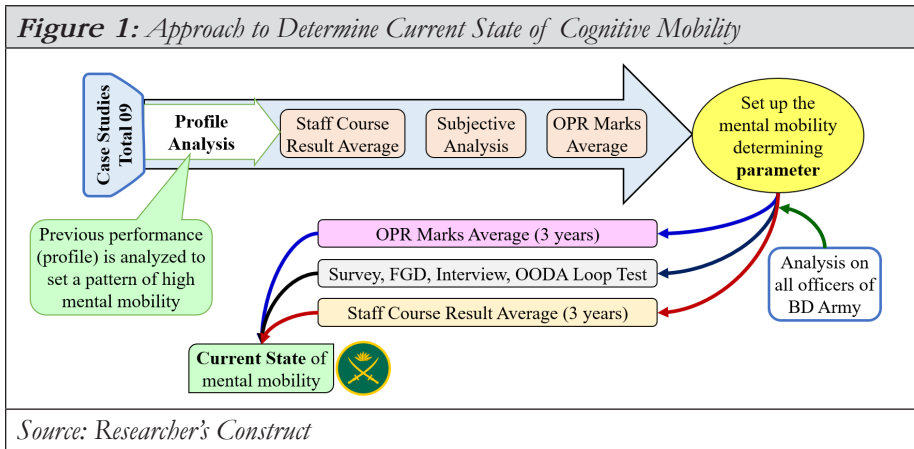 Figure 1: Approach to Determine Current State of Cognitive Mobility
Case Studies
Total 09
Profile
Analysis
Staff Course
Result Average
Subjective
Analysis
OPR Marks
Average
Set up the
mental mobility
determining
parameter
Previous performance
(profile) is analyzed to
set a pattern of high
mental mobility
OPR Marks Average (3 years)
Survey, FGD, Interview, OODA Loop Test
Staff Course Result Average (3 years)
Analysis on
all officers of
BD Army
Current State of
mental mobility
Source: Researcher's Construct